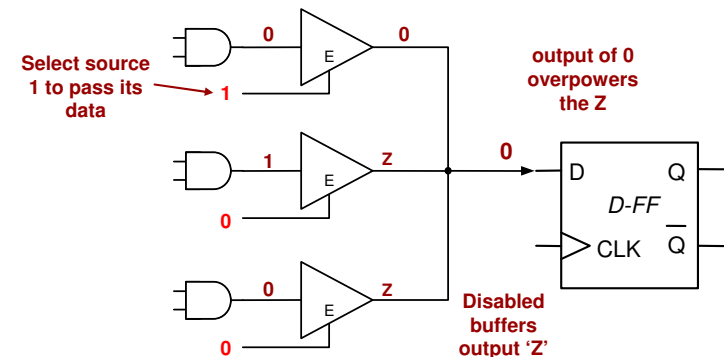 0
0
E
Select source
1 to pass its
data
1
output of 0
overpowers
the Z
1
Z
E
0
0
D
Q
D-FF
CLK
Q
0
Z
E
0
Disabled
buffers
output ‘Z’